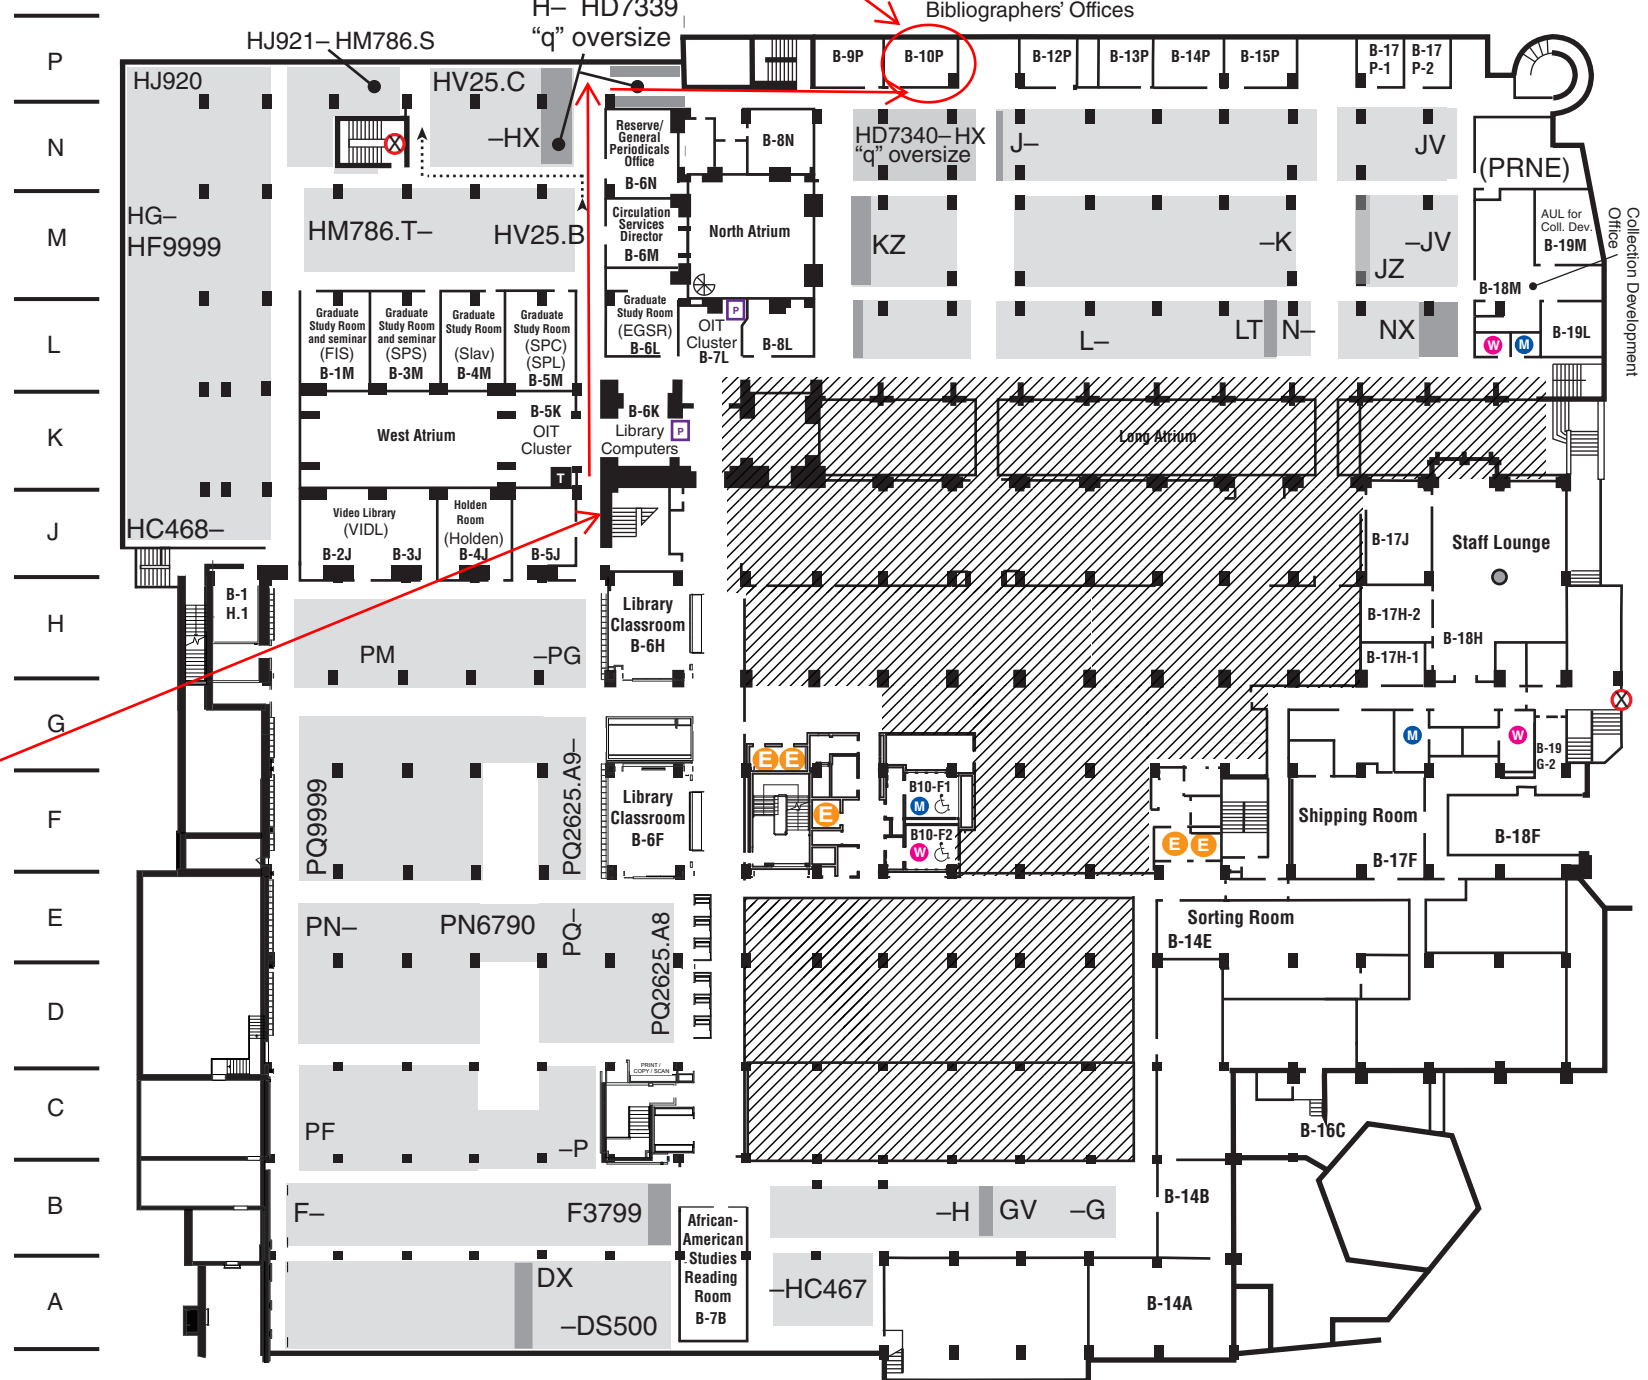 H– HD7339
“q” oversize
Bibliographers’ Offices
HJ921–HM786.S
P
HJ920
HV25.C
B-9P
B-10P
B-12P
B-13P
B-14P
B-15P
B-17
P-1
B-17
P-2
N
–HX
Reserve/
General
Periodicals
Office
B-6N
B-8N
HD7340–HX
“q” oversize
J–
JV
(PRNE)
M
HG–
HF9999
HM786.T–
HV25.B
Circulation
Services
Director
B-6M
North Atrium
KZ
–K
JZ
–JV
AUL for
Coll. Dev.
B-19M
B-18M
Collection Development
Office
L
Graduate
Study Room
and seminar
(FIS)
B-1M
Graduate
Study Room
and seminar
(SPS)
B-3M
Graduate
Study Room
(Slav)
B-4M
Graduate
Study Room
(SPC)
(SPL)
B-5M
Graduate
Study Room
(EGSR)
B-6L
P
OIT
Cluster
B-7L
B-8L
L–
LT
N–
NX
W
M
B-19L
K
West Atrium
B-5K
OIT
Cluster
T
B-6K
Library
Computers
P
Long Atrium
J
HC468–
Video Library
(VIDL)
B-2J
B-3J
Holden
Room
(Holden)
B-4J
B-5J
B-17J
Staff Lounge
H
B-1
H.1
PM
–PG
Library
Classroom
B-6H
B-17H-2
B-17H-1
B-18H
G
X
X
E
E
M
W
B-19
G-2
F
PQ9999
PQ2625.A9–
Library
Classroom
B-6F
E
B10-F1
M
B10-F2
W
E
E
Shipping Room
B-17F
B-18F
E
PN–
PN6790
PQ–
PQ2625.A8
Sorting Room
B-14E
D
C
PF
–P
PRINT /
COPY / SCAN
B-16C
B
F–
F3799
African-
American
Studies
Reading
Room
B-7B
–H
GV
–G
B-14B
A
DX
–DS500
–HC467
B-14A